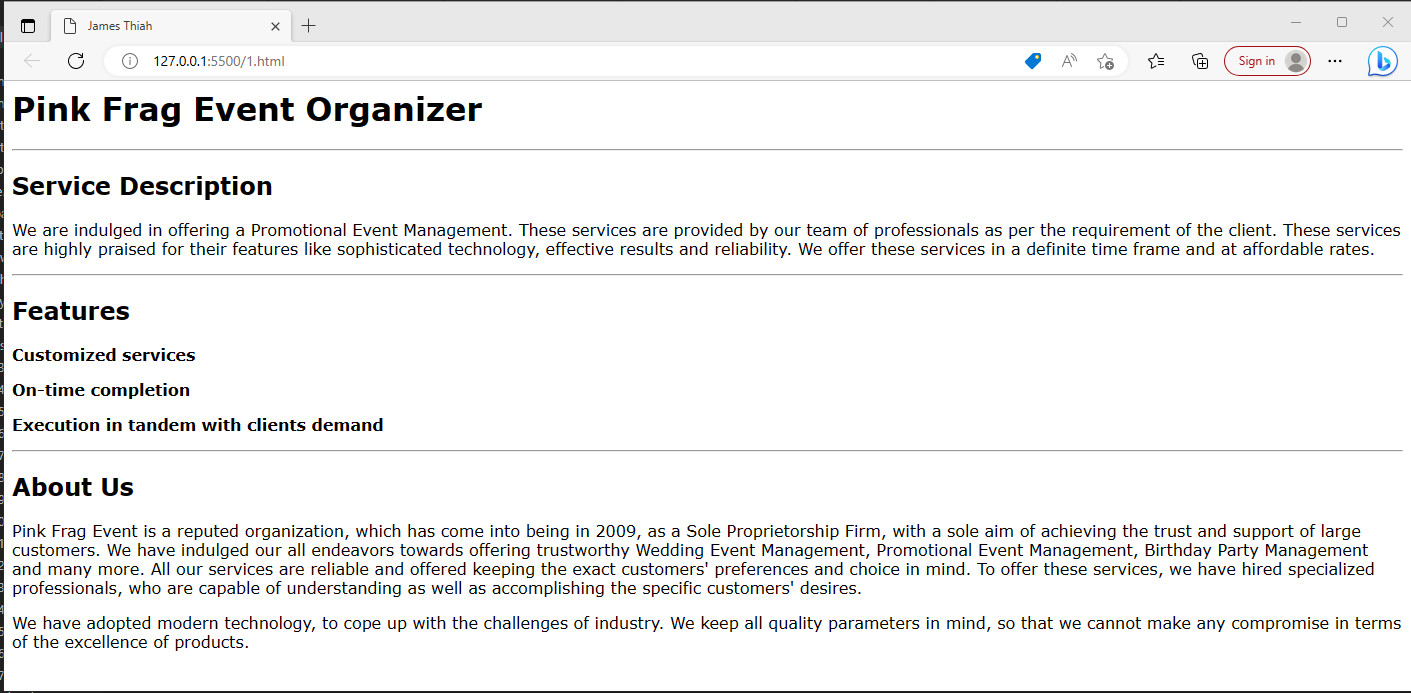 James Thiah
127.0.0.1:5500/1.html
Sign in
Pink Frag Event Organizer
Service Description
We are indulged in offering a Promotional Event Management. These services are provided by our team of professionals as per the requirement of the client. These services
are highly praised for their features like sophisticated technology, effective results and reliability. We offer these services in a definite time frame and at affordable rates.
Features
Customized services
On-time completion
Execution in tandem with clients demand
About Us
Pink Frag Event is a reputed organization, which has come into being in 2009, as a Sole Proprietorship Firm, with a sole aim of achieving the trust and support of large
customers. We have indulged our all endeavors towards offering trustworthy Wedding Event Management, Promotional Event Management, Birthday Party Management
and many more. All our services are reliable and offered keeping the exact customers' preferences and choice in mind. To offer these services, we have hired specialized
professionals, who are capable of understanding as well as accomplishing the specific customers' desires.
We have adopted modern technology, to cope up with the challenges of industry. We keep all quality parameters in mind, so that we cannot make any compromise in terms
of the excellence of products.